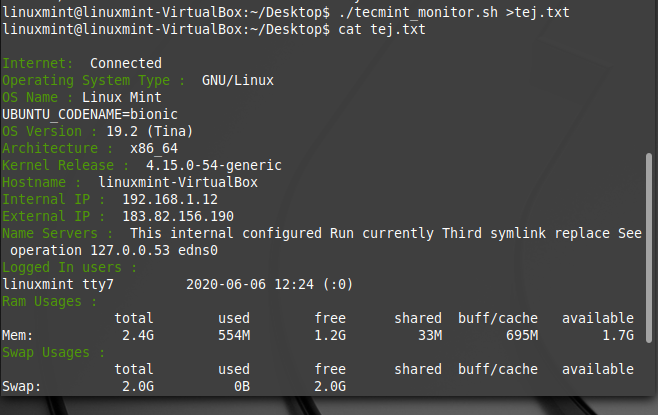 linuxmint@linuxmint-VirtualBox:~/Desktop$ ./tecmint_monitor.sh >tej.txt
linuxmint@linuxmint-VirtualBox:~/Desktop$ cat tej.txt
Internet:  Connected
Operating System Type :  GNU/Linux
OS Name : Linux Mint
UBUNTU_CODENAME=bionic
OS Version : 19.2 (Tina)
Architecture :  x86_64
Kernel Release :  4.15.0-54-generic
Hostname :  linuxmint-VirtualBox
Internal IP :  192.168.1.12
External IP :  183.82.156.190
Name Servers :  This internal configured Run currently Third symlink replace See
operation 127.0.0.53 edns0
Logged In users :
linuxmint tty7         2020-06-06 12:24 (:0)
Ram Usages :
              total        used        free      shared  buff/cache   available
Mem:           2.4G        554M        1.2G         33M        695M        1.7G
Swap Usages :
              total        used        free      shared  buff/cache   available
Swap:          2.0G          0B        2.0G